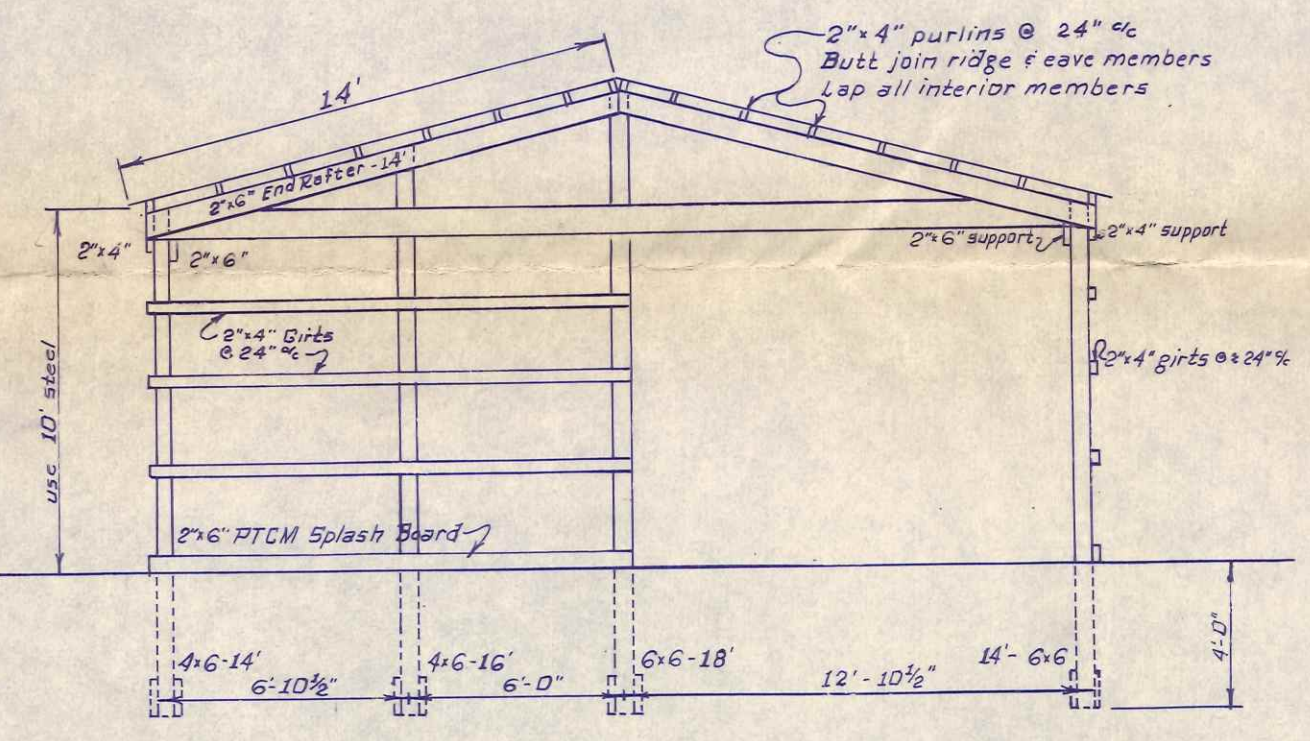 2"x 4" purlins @ 24" c/c
Butt join ridge & eave members
Lap all interior members
14'
2"x6" End Rafter - 14'
2"x4"
2"x6"
2"x6" support
2"x4" support
2"x4" Girts
@ 24" c/c
2"x4" girts @ ± 24" c/c
use 10' steel
2"x6" PTCM Splash Board
4x6-14'
6'-10½"
4x6-16'
6'-0"
6x6-18'
12'-10½"
14'- 6x6
4'-0"